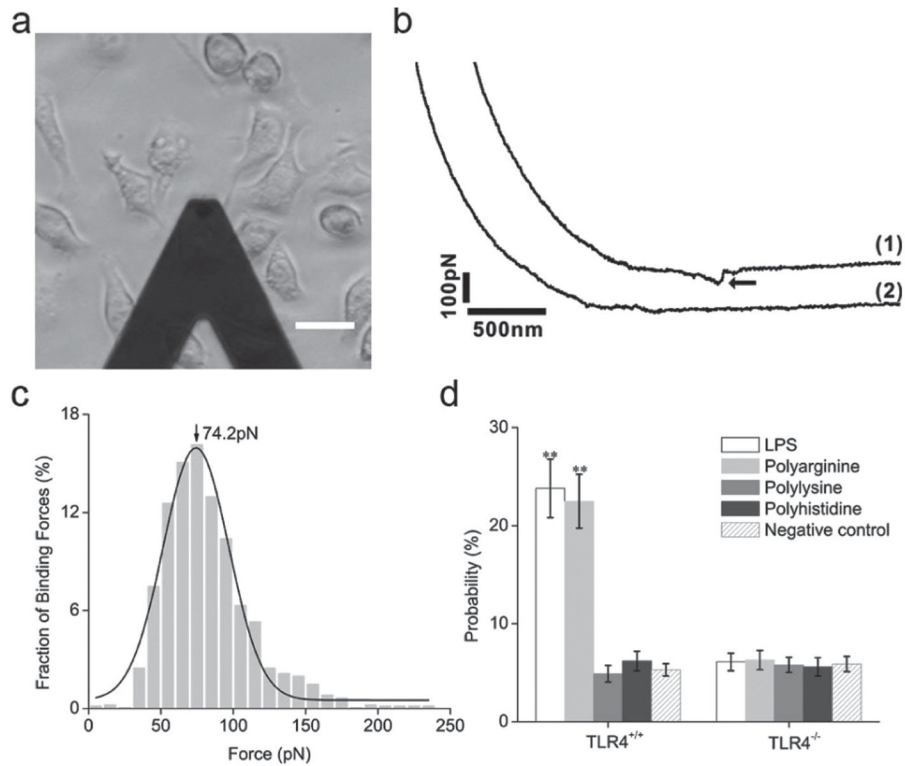 a
b
(1)
(2)
100pN
500nm
c
18
12
6
0
74.2pN
Fraction of Binding Forces (%)
0 50 100 150 200 250
Force (pN)
d
30
20
10
0
Probability (%)
** **
LPS
Polyarginine
Polylysine
Polyhistidine
Negative control
TLR4+/+ TLR4-/-